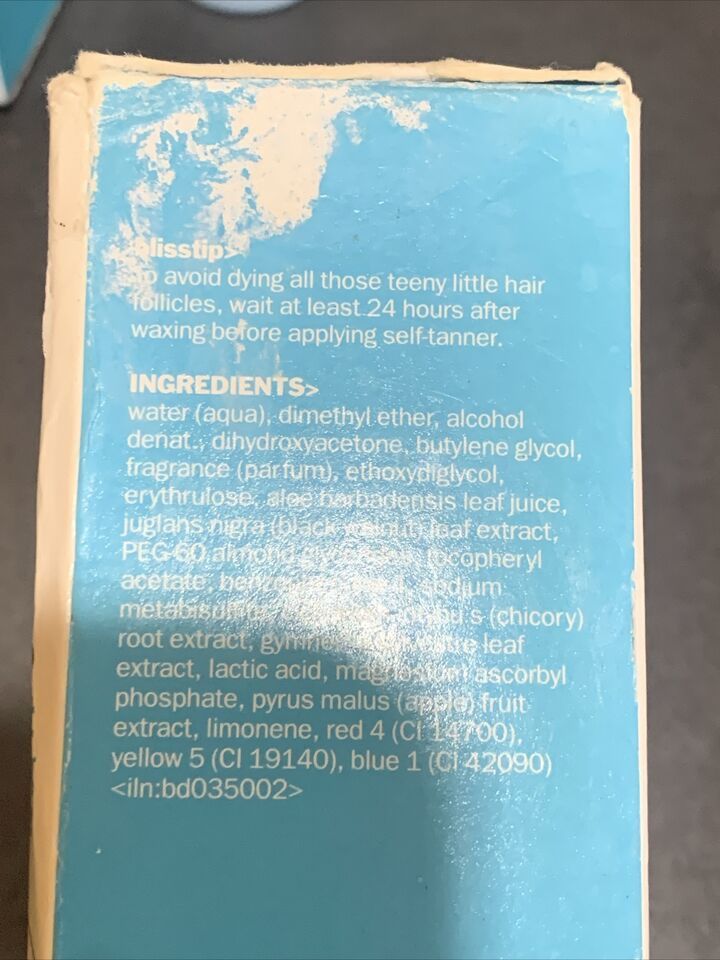 blisstip>
To avoid dying all those teeny little hair
follicles, wait at least 24 hours after
waxing before applying self-tanner.
INGREDIENTS>
water (aqua), dimethyl ether, alcohol
denat., dihydroxyacetone, butylene glycol,
fragrance (parfum), ethoxydiglycol,
erythrulose, aloe barbadensis leaf juice,
juglans nigra (black walnut) leaf extract,
PEG-60 almond tocopheryl
acetate, sodium
(chicory)
root extract, leaf
extract, lactic acid, magnesium ascorbyl
phosphate, pyrus malus (apple) fruit
extract, limonene, red 4 (CI 14700),
yellow 5 (CI 19140), blue 1 (CI 42090)
<iln:bd035002>